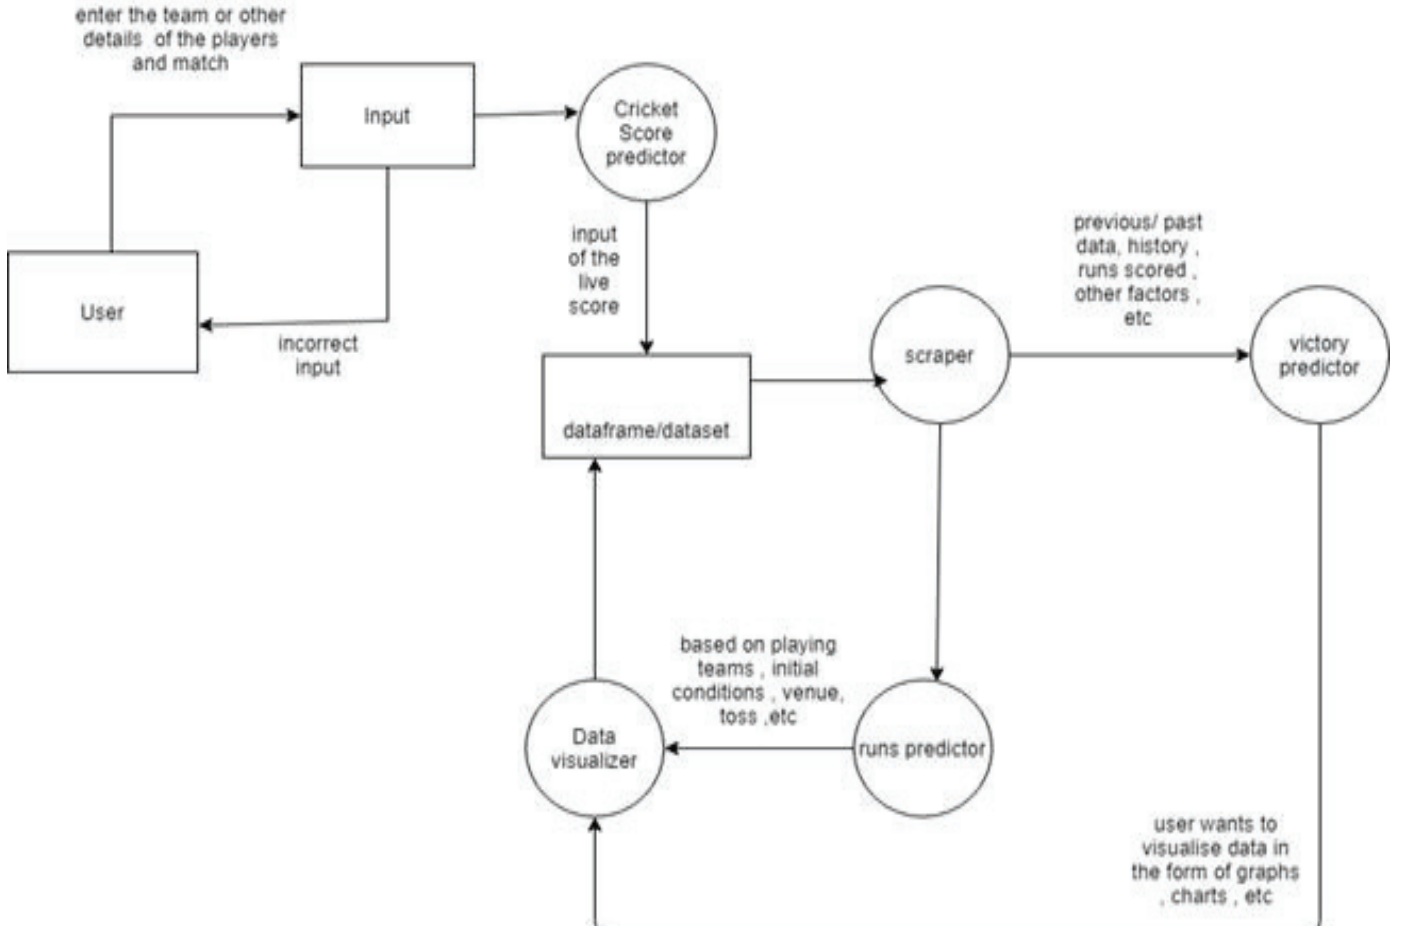 enter the team or other
details of the players
and match
Input
Cricket
Score
predictor
User
incorrect
input
input
of the
live
score
previous/ past
data, history ,
runs scored ,
other factors ,
etc
scraper
victory
predictor
dataframe/dataset
based on playing
teams , initial
conditions , venue,
toss ,etc
Data
visualizer
runs predictor
user wants to
visualise data in
the form of graphs
, charts , etc